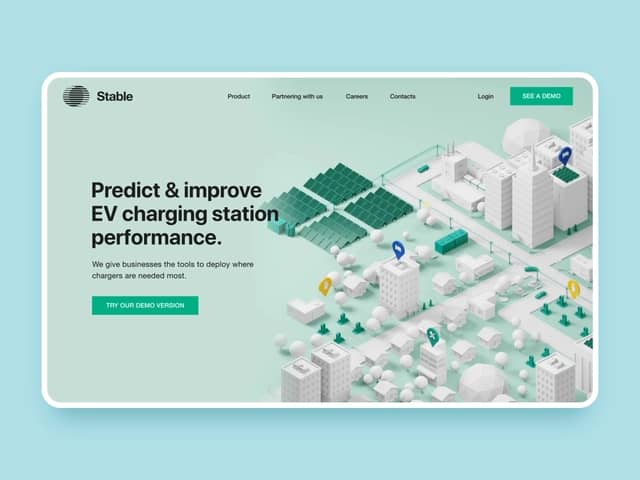 Stable
Product
Partnering with us
Careers
Contacts
Login
SEE A DEMO
Predict & improve
EV charging station
performance.
We give businesses the tools to deploy where
chargers are needed most.
TRY OUR DEMO VERSION